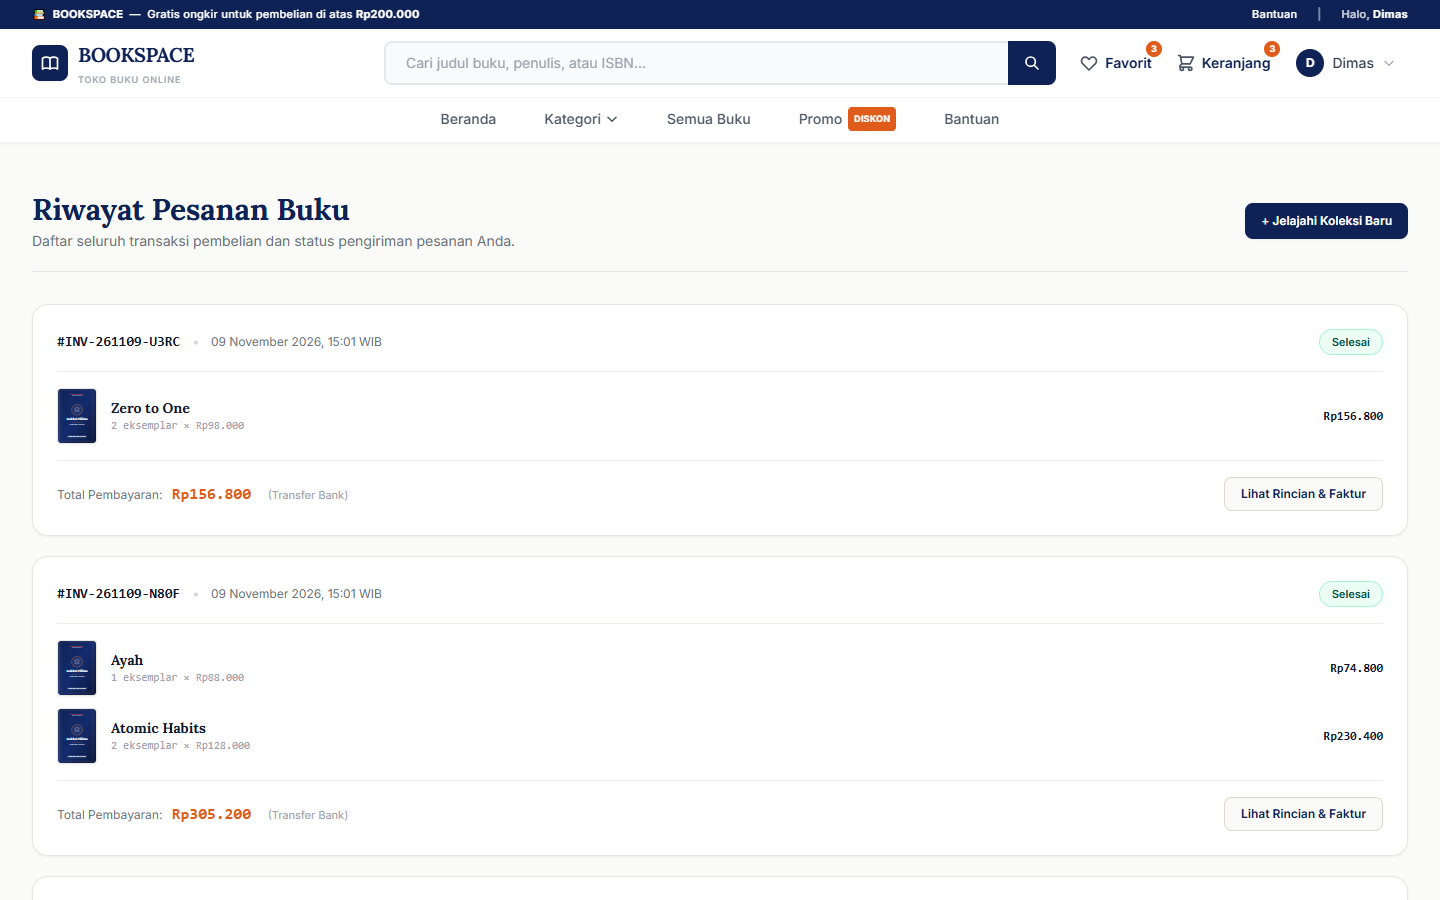 BOOKSPACE — Gratis ongkir untuk pembelian di atas Rp200.000
Bantuan | Halo, Dimas
BOOKSPACE
TOKO BUKU ONLINE
Cari judul buku, penulis, atau ISBN...
Favorit 3
Keranjang 3
D Dimas
Beranda
Kategori
Semua Buku
Promo DISKON
Bantuan
Riwayat Pesanan Buku
Daftar seluruh transaksi pembelian dan status pengiriman pesanan Anda.
+ Jelajahi Koleksi Baru
#INV-261109-U3RC • 09 November 2026, 15:01 WIB
Selesai
Zero to One
2 eksemplar × Rp98.000
Rp156.800
Total Pembayaran: Rp156.800 (Transfer Bank)
Lihat Rincian & Faktur
#INV-261109-N80F • 09 November 2026, 15:01 WIB
Selesai
Ayah
1 eksemplar × Rp88.000
Rp74.800
Atomic Habits
2 eksemplar × Rp128.000
Rp230.400
Total Pembayaran: Rp305.200 (Transfer Bank)
Lihat Rincian & Faktur